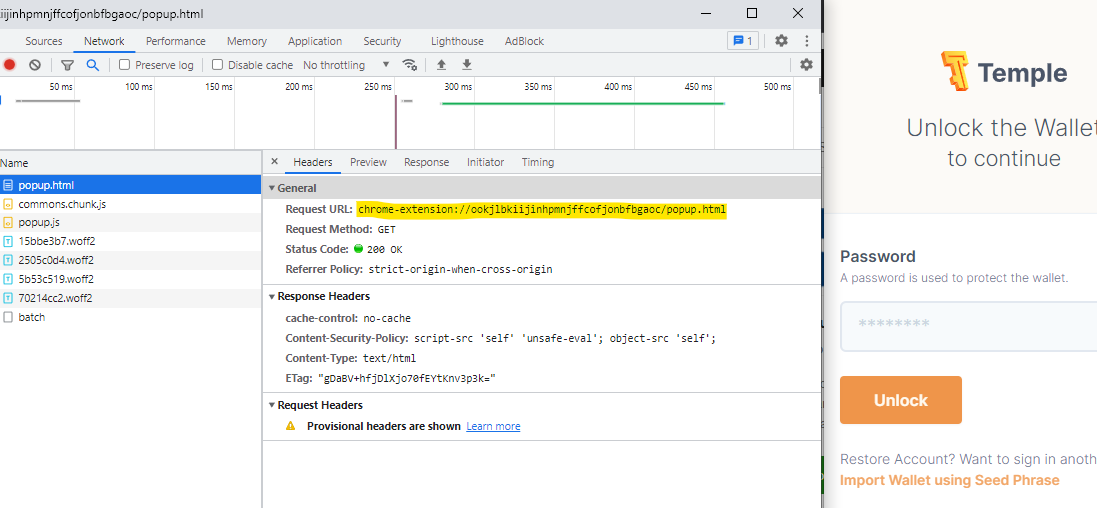 iijinhpmnjffcofjonbfbgaoc/popup.html
Sources Network Performance Memory Application Security Lighthouse AdBlock 1
Preserve log Disable cache No throttling
50 ms 100 ms 150 ms 200 ms 250 ms 300 ms 350 ms 400 ms 450 ms 500 ms
Name
popup.html
commons.chunk.js
popup.js
15bbe3b7.woff2
2505c0d4.woff2
5b53c519.woff2
70214cc2.woff2
batch
Headers Preview Response Initiator Timing
General
Request URL: chrome-extension://ookjlbkiijinhpmnjffcofjonbfbgaoc/popup.html
Request Method: GET
Status Code: 200 OK
Referrer Policy: strict-origin-when-cross-origin
Response Headers
cache-control: no-cache
Content-Security-Policy: script-src 'self' 'unsafe-eval'; object-src 'self';
Content-Type: text/html
ETag: "gDaBV+hfjDlXjo70fEYtKnv3p3k="
Request Headers
Provisional headers are shown Learn more
Temple
Unlock the Wallet
to continue
Password
A password is used to protect the wallet.
********
Unlock
Restore Account? Want to sign in anoth
Import Wallet using Seed Phrase